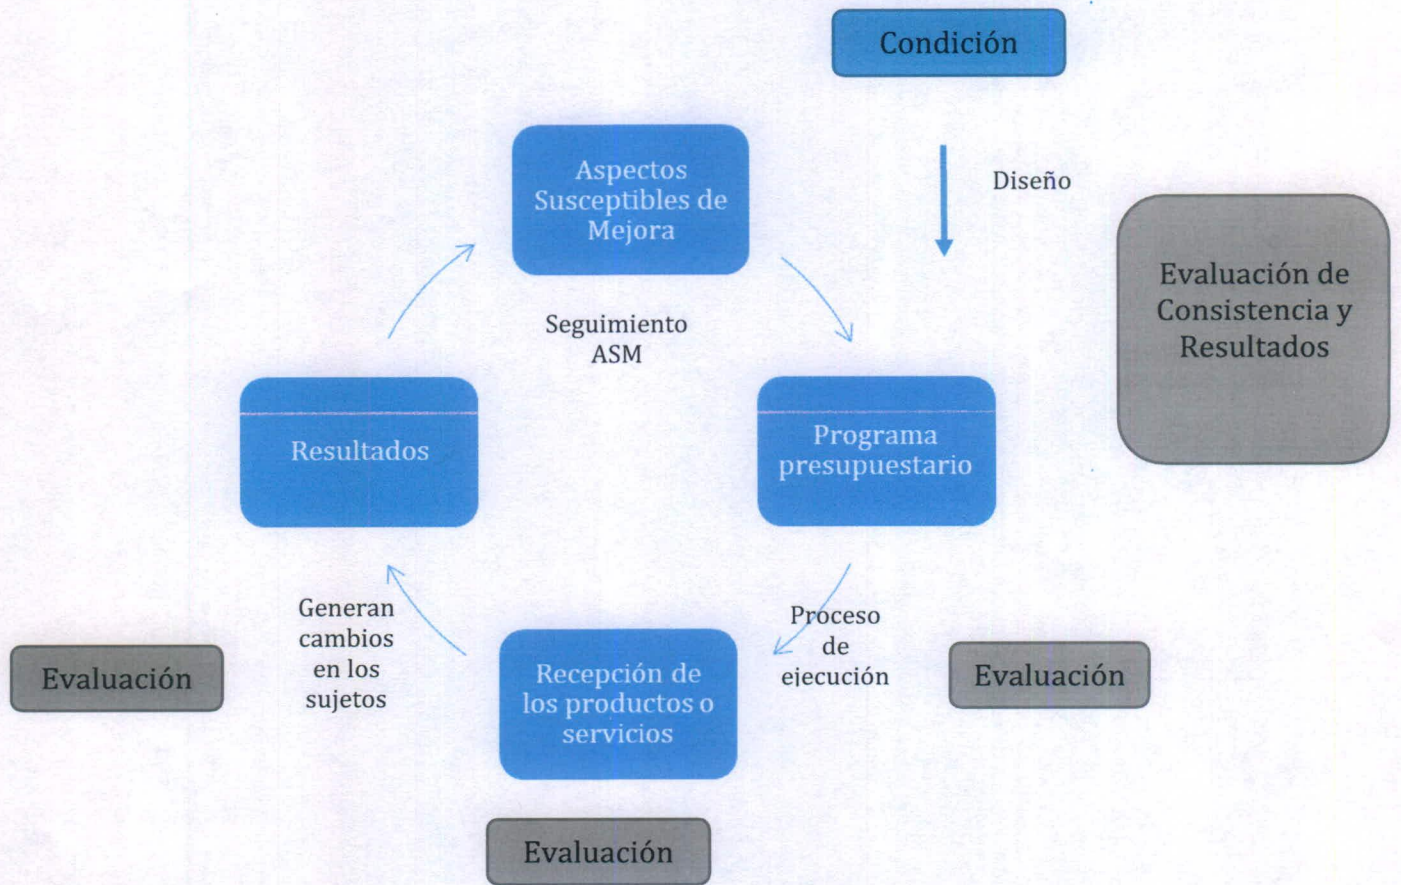 Condición
Aspectos
Susceptibles de
Mejora
Diseño
Evaluación de
Consistencia y
Resultados
Seguimiento
ASM
Resultados
Programa
presupuestario
Generan
cambios
en los
sujetos
Proceso
de
ejecución
Evaluación
Recepción de
los productos o
servicios
Evaluación
Evaluación